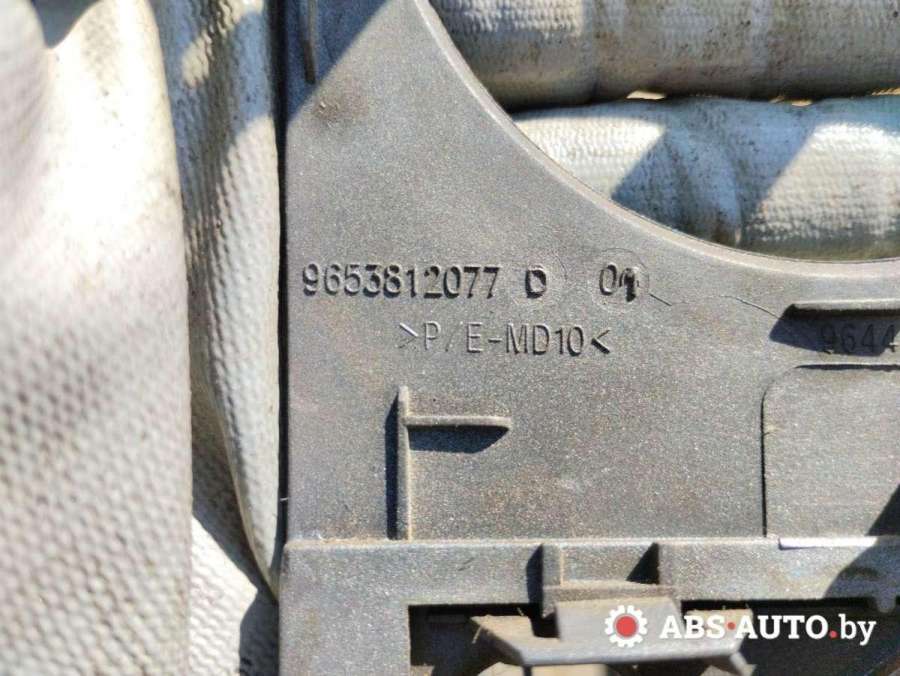 9653812077 D 01
>P/E-MD10<
9644
ABS-AUTO.by